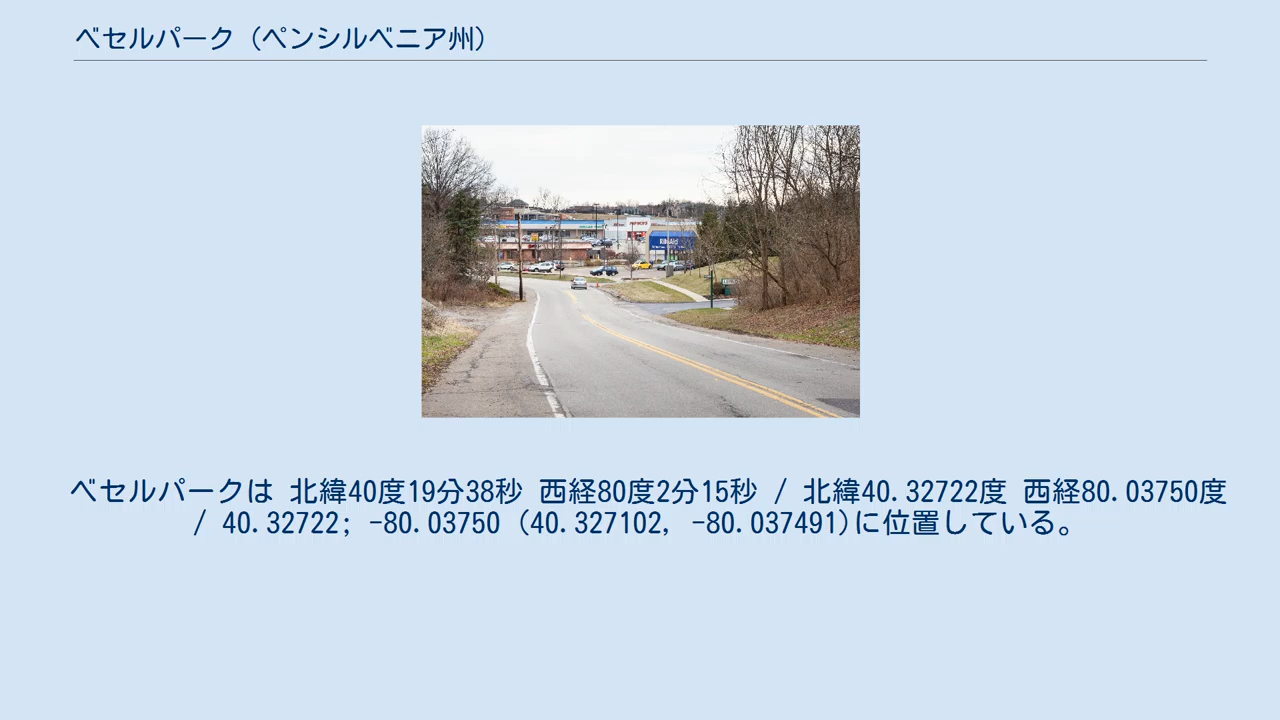 ベセルパーク (ペンシルベニア州)
ベセルパークは 北緯40度19分38秒 西経80度2分15秒 / 北緯40.32722度 西経80.03750度
/ 40.32722; -80.03750 (40.327102, -80.037491)に位置している。